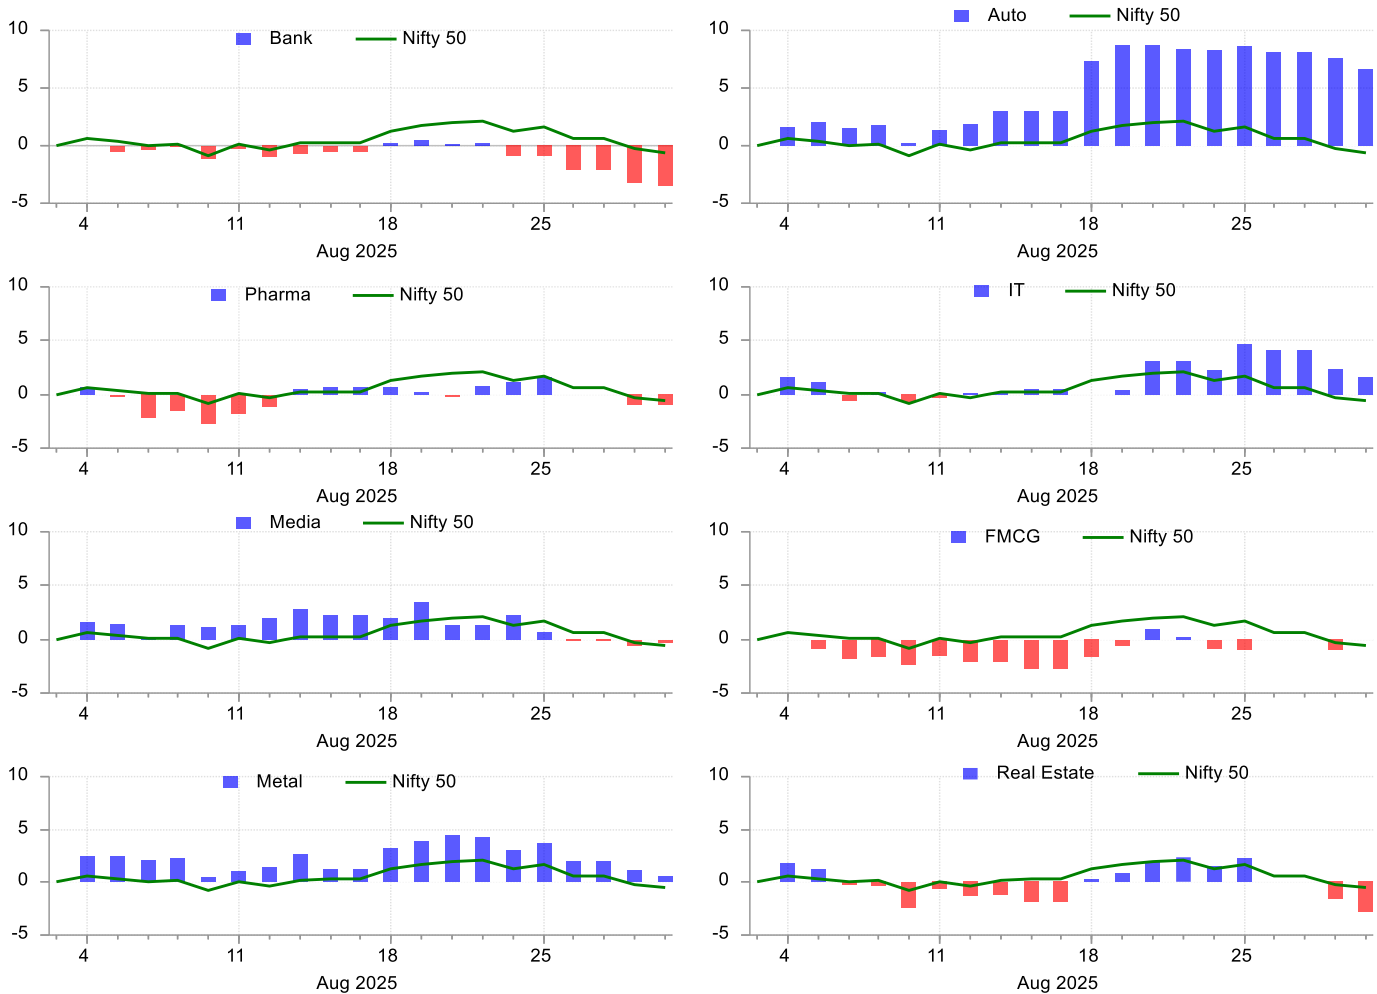 Bank Nifty 50
10
5
0
-5
4 11 18 25
Aug 2025
Auto Nifty 50
10
5
0
-5
4 11 18 25
Aug 2025
Pharma Nifty 50
10
5
0
-5
4 11 18 25
Aug 2025
IT Nifty 50
10
5
0
-5
4 11 18 25
Aug 2025
Media Nifty 50
10
5
0
-5
4 11 18 25
Aug 2025
FMCG Nifty 50
10
5
0
-5
4 11 18 25
Aug 2025
Metal Nifty 50
10
5
0
-5
4 11 18 25
Aug 2025
Real Estate Nifty 50
10
5
0
-5
4 11 18 25
Aug 2025